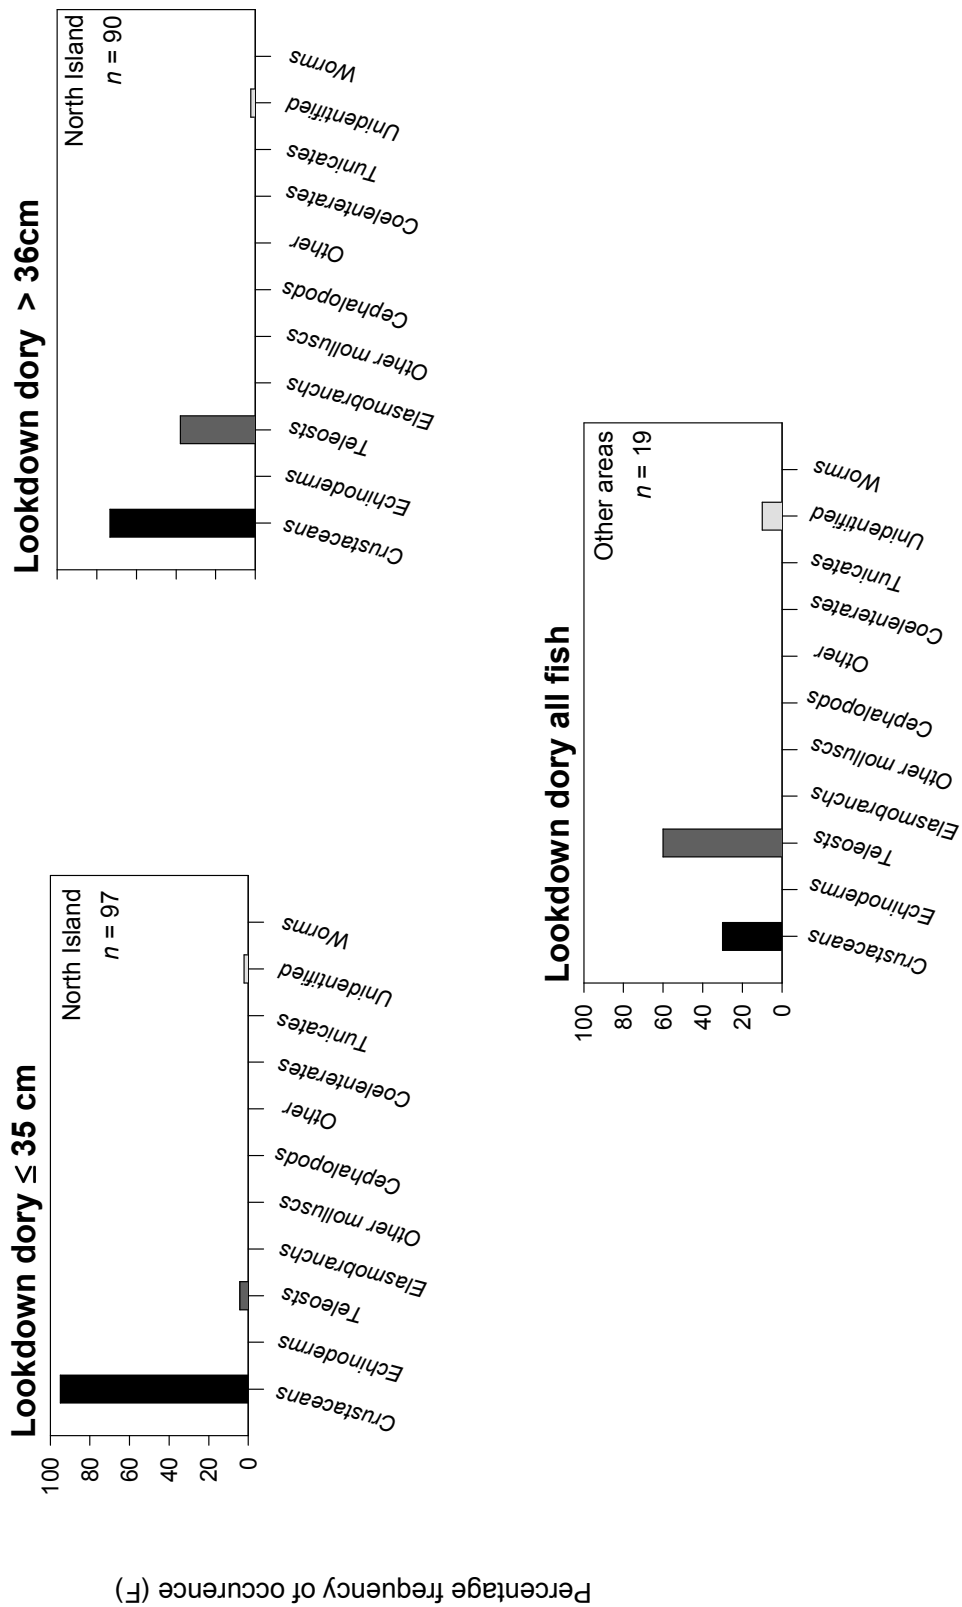 Percentage frequency of occurence (F)
Lookdown dory ≤ 35 cm
North Island
n = 97
100
80
60
40
20
0
Crustaceans
Echinoderms
Teleosts
Elasmobranchs
Other molluscs
Cephalopods
Other
Coelenterates
Tunicates
Unidentified
Worms
Lookdown dory > 36cm
North Island
n = 90
Crustaceans
Echinoderms
Teleosts
Elasmobranchs
Other molluscs
Cephalopods
Other
Coelenterates
Tunicates
Unidentified
Worms
Lookdown dory all fish
Other areas
n = 19
100
80
60
40
20
0
Crustaceans
Echinoderms
Teleosts
Elasmobranchs
Other molluscs
Cephalopods
Other
Coelenterates
Tunicates
Unidentified
Worms